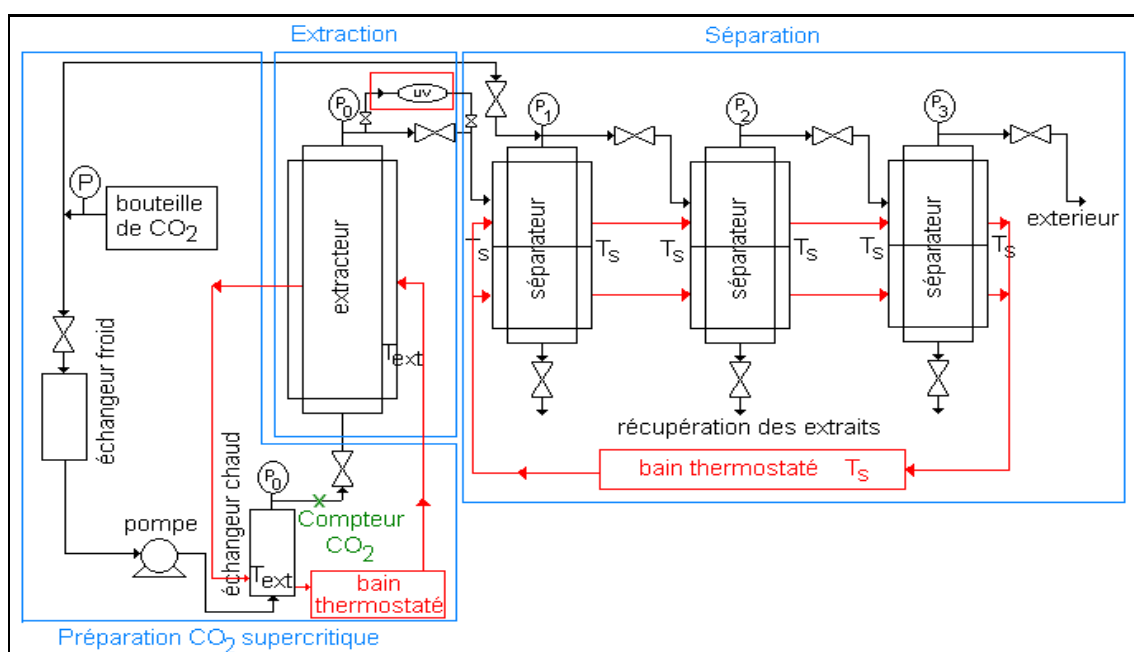 Extraction
Séparation
P0
uv
P1
P2
P3
P
bouteille
de CO2
extracteur
Text
séparateur
séparateur
séparateur
Ts
Ts
Ts
Ts
Ts
Ts
exterieur
échangeur froid
récupération des extraits
bain thermostaté Ts
P0
échangeur chaud
Compteur
CO2
pompe
Text
bain
thermostaté
Préparation CO2 supercritique